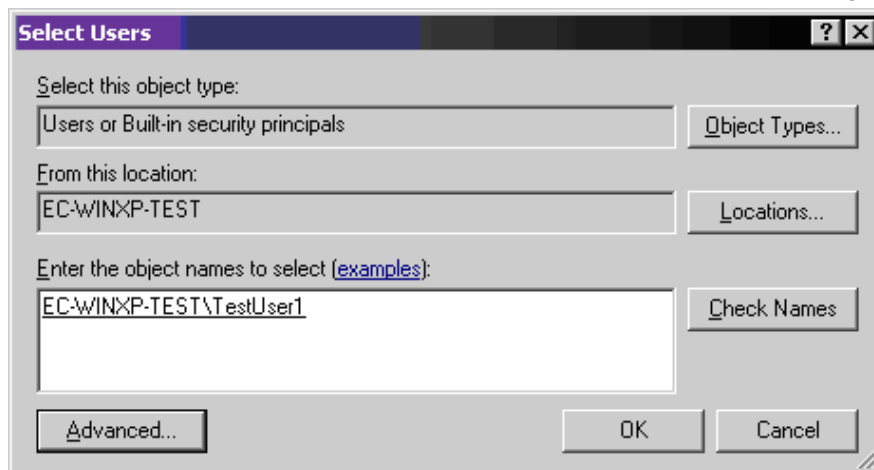 Select Users
Select this object type:
Users or Built-in security principals
Object Types...
From this location:
EC-WINXP-TEST
Locations...
Enter the object names to select (examples):
EC-WINXP-TEST\TestUser1
Check Names
Advanced...
OK
Cancel